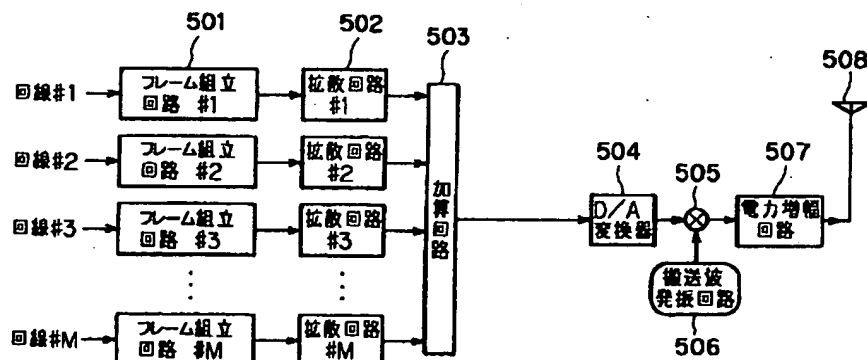 501
502
503
508
回線#1
フレーム組立
回路 #1
拡散回路
#1
回線#2
フレーム組立
回路 #2
拡散回路
#2
回線#3
フレーム組立
回路 #3
拡散回路
#3
回線#M
フレーム組立
回路 #M
拡散回路
#M
加算回路
504
D/A
変換器
505
507
電力増幅
回路
搬送波
発振回路
506